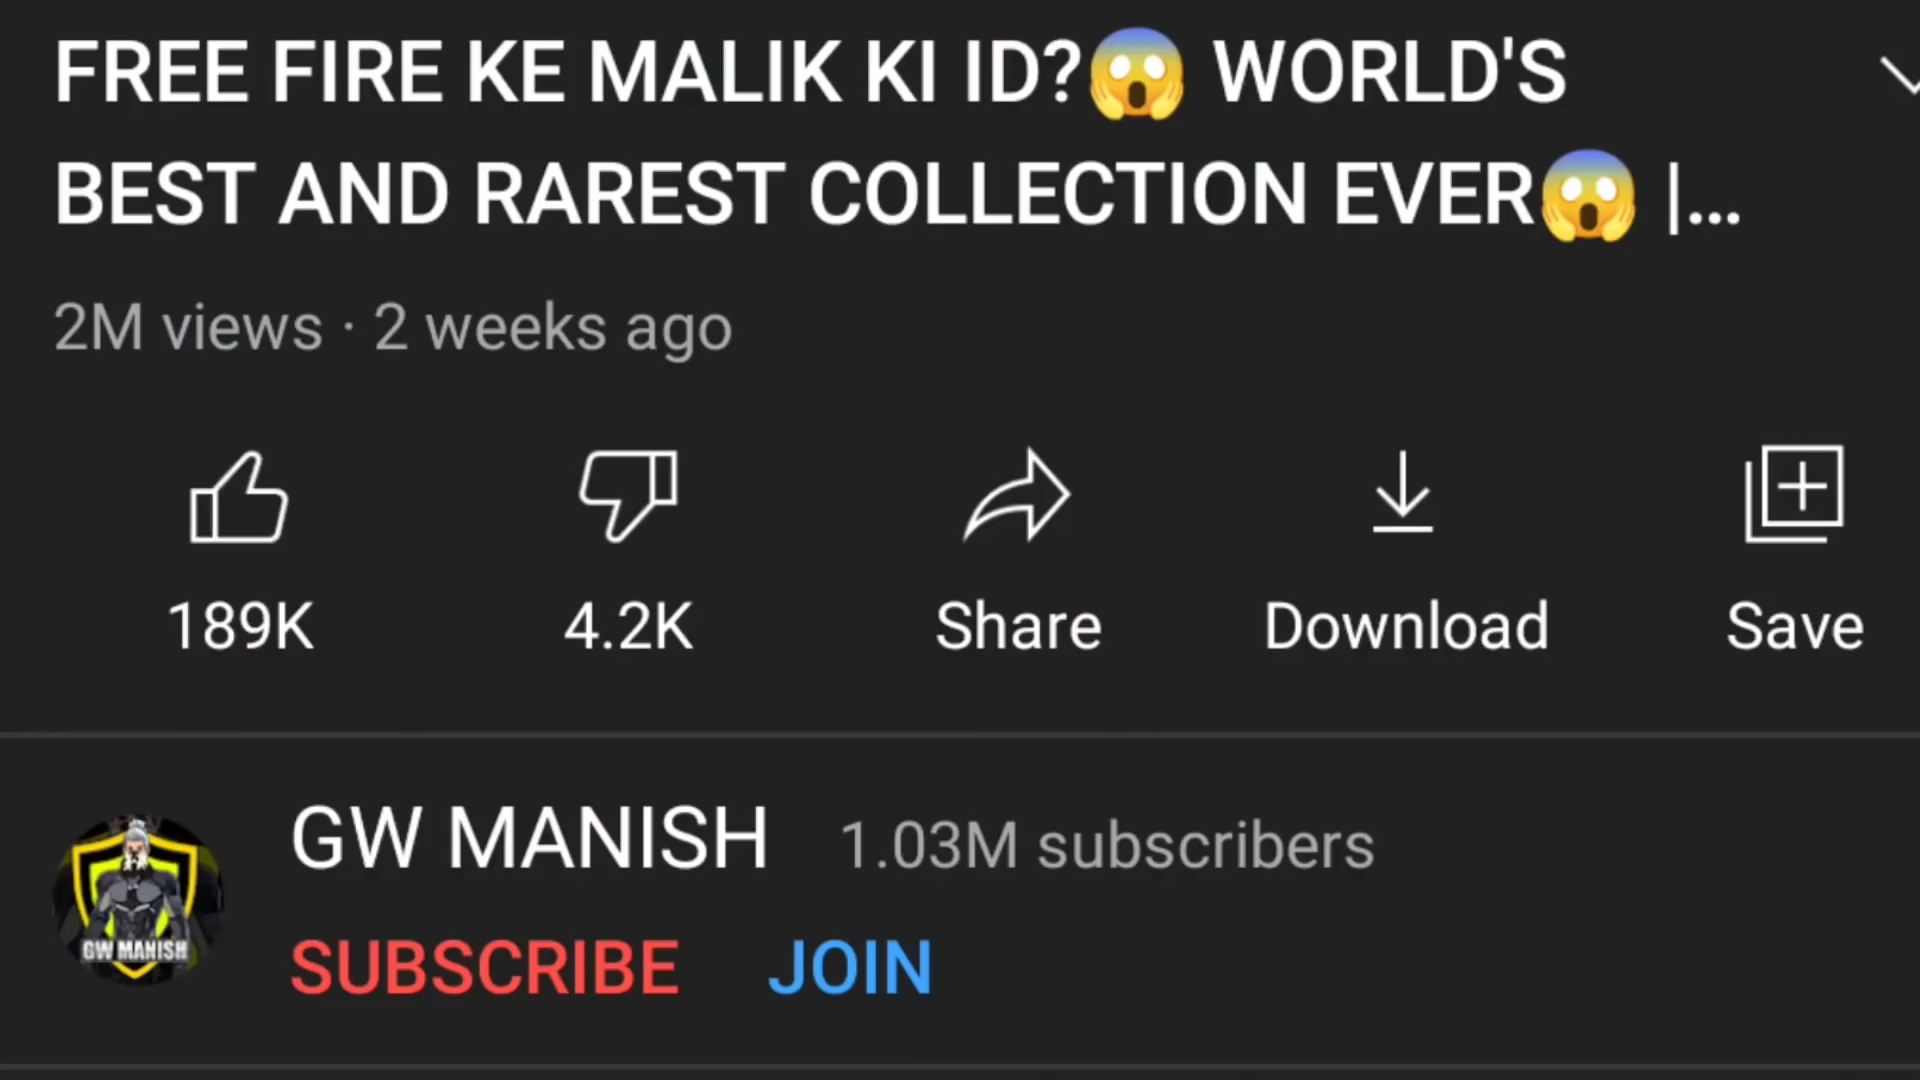 FREE FIRE KE MALIK KI ID?😱 WORLD'S
BEST AND RAREST COLLECTION EVER😱 |...
2M views · 2 weeks ago
189K 4.2K Share Download Save
GW MANISH 1.03M subscribers
GW MANISH
SUBSCRIBE JOIN